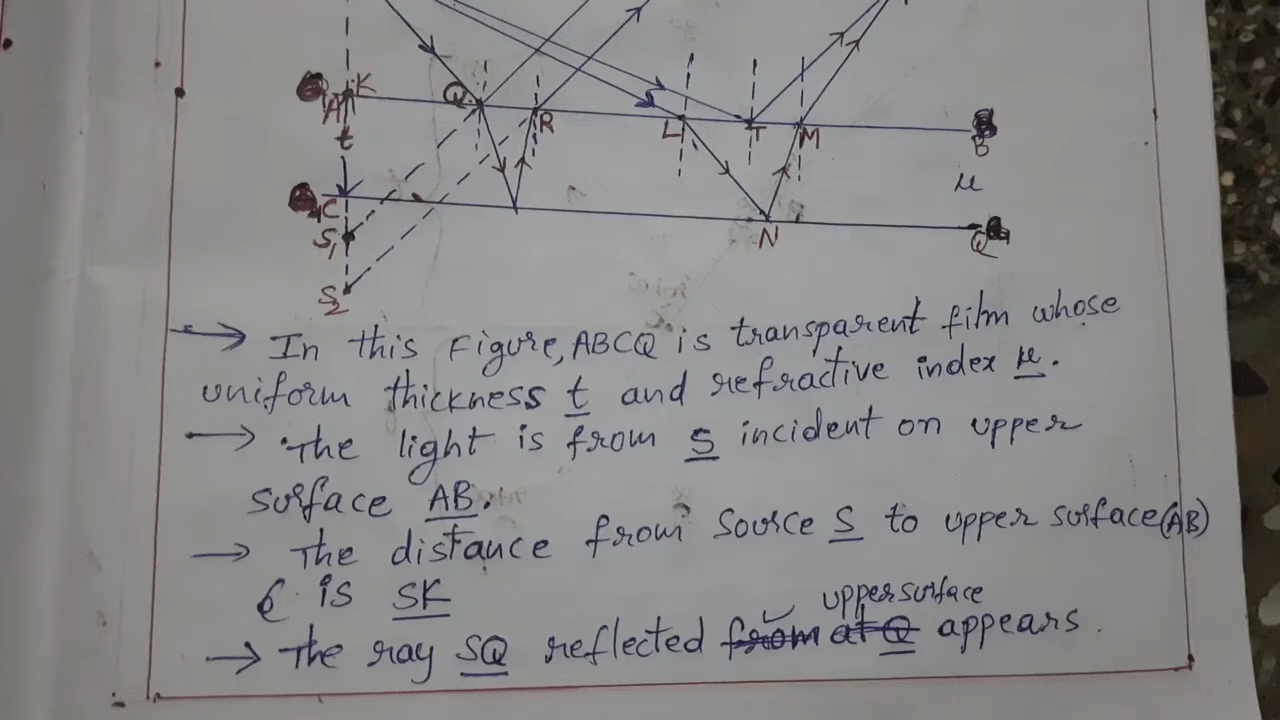 A K Q R L T M B
t
μ
C N Q
S1
S2
→ In this Figure, ABCQ is transparent film whose
uniform thickness t and refractive index μ.
→ The light is from S incident on upper
surface AB.
→ The distance from source S to upper surface (AB)
is SK
upper surface
→ The ray SQ reflected from at Q appears.